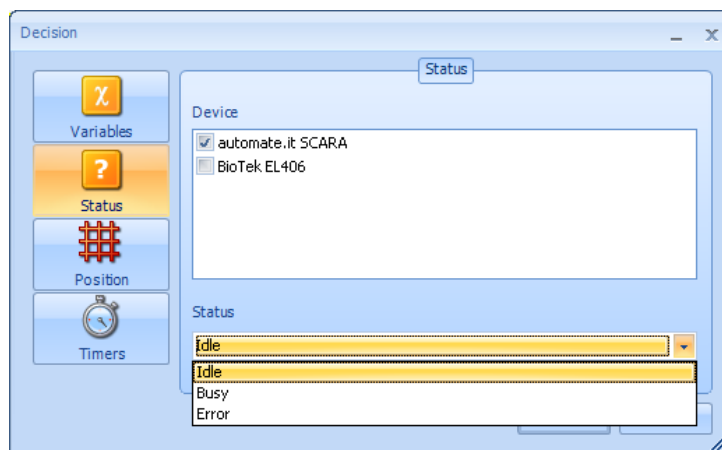 Decision
Status
Variables
Status
Position
Timers
Device
automate.it SCARA
BioTek EL406
Status
Idle
Idle
Busy
Error